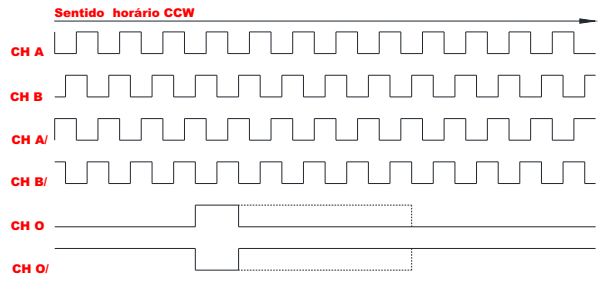 Sentido horário CCW
CH A
CH B
CH A/
CH B/
CH O
CH O/